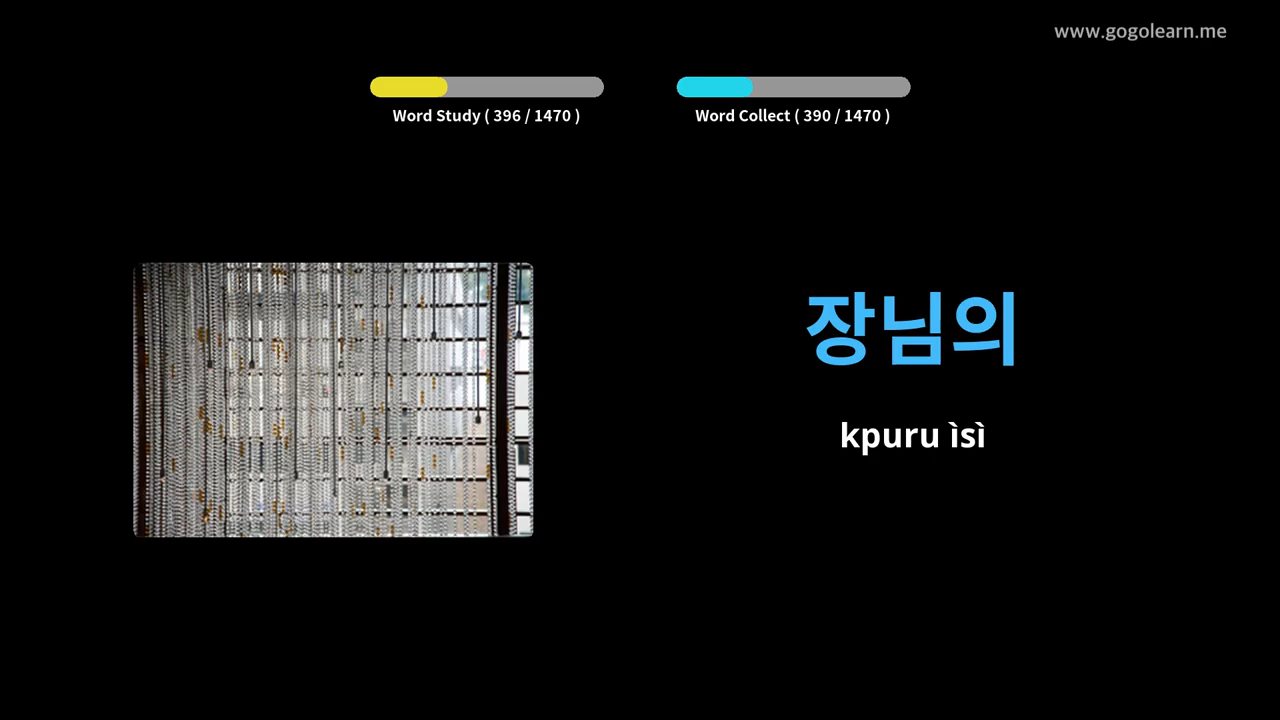 www.gogolearn.me
Word Study ( 396 / 1470 )
Word Collect ( 390 / 1470 )
장님의
kpuru ìsì